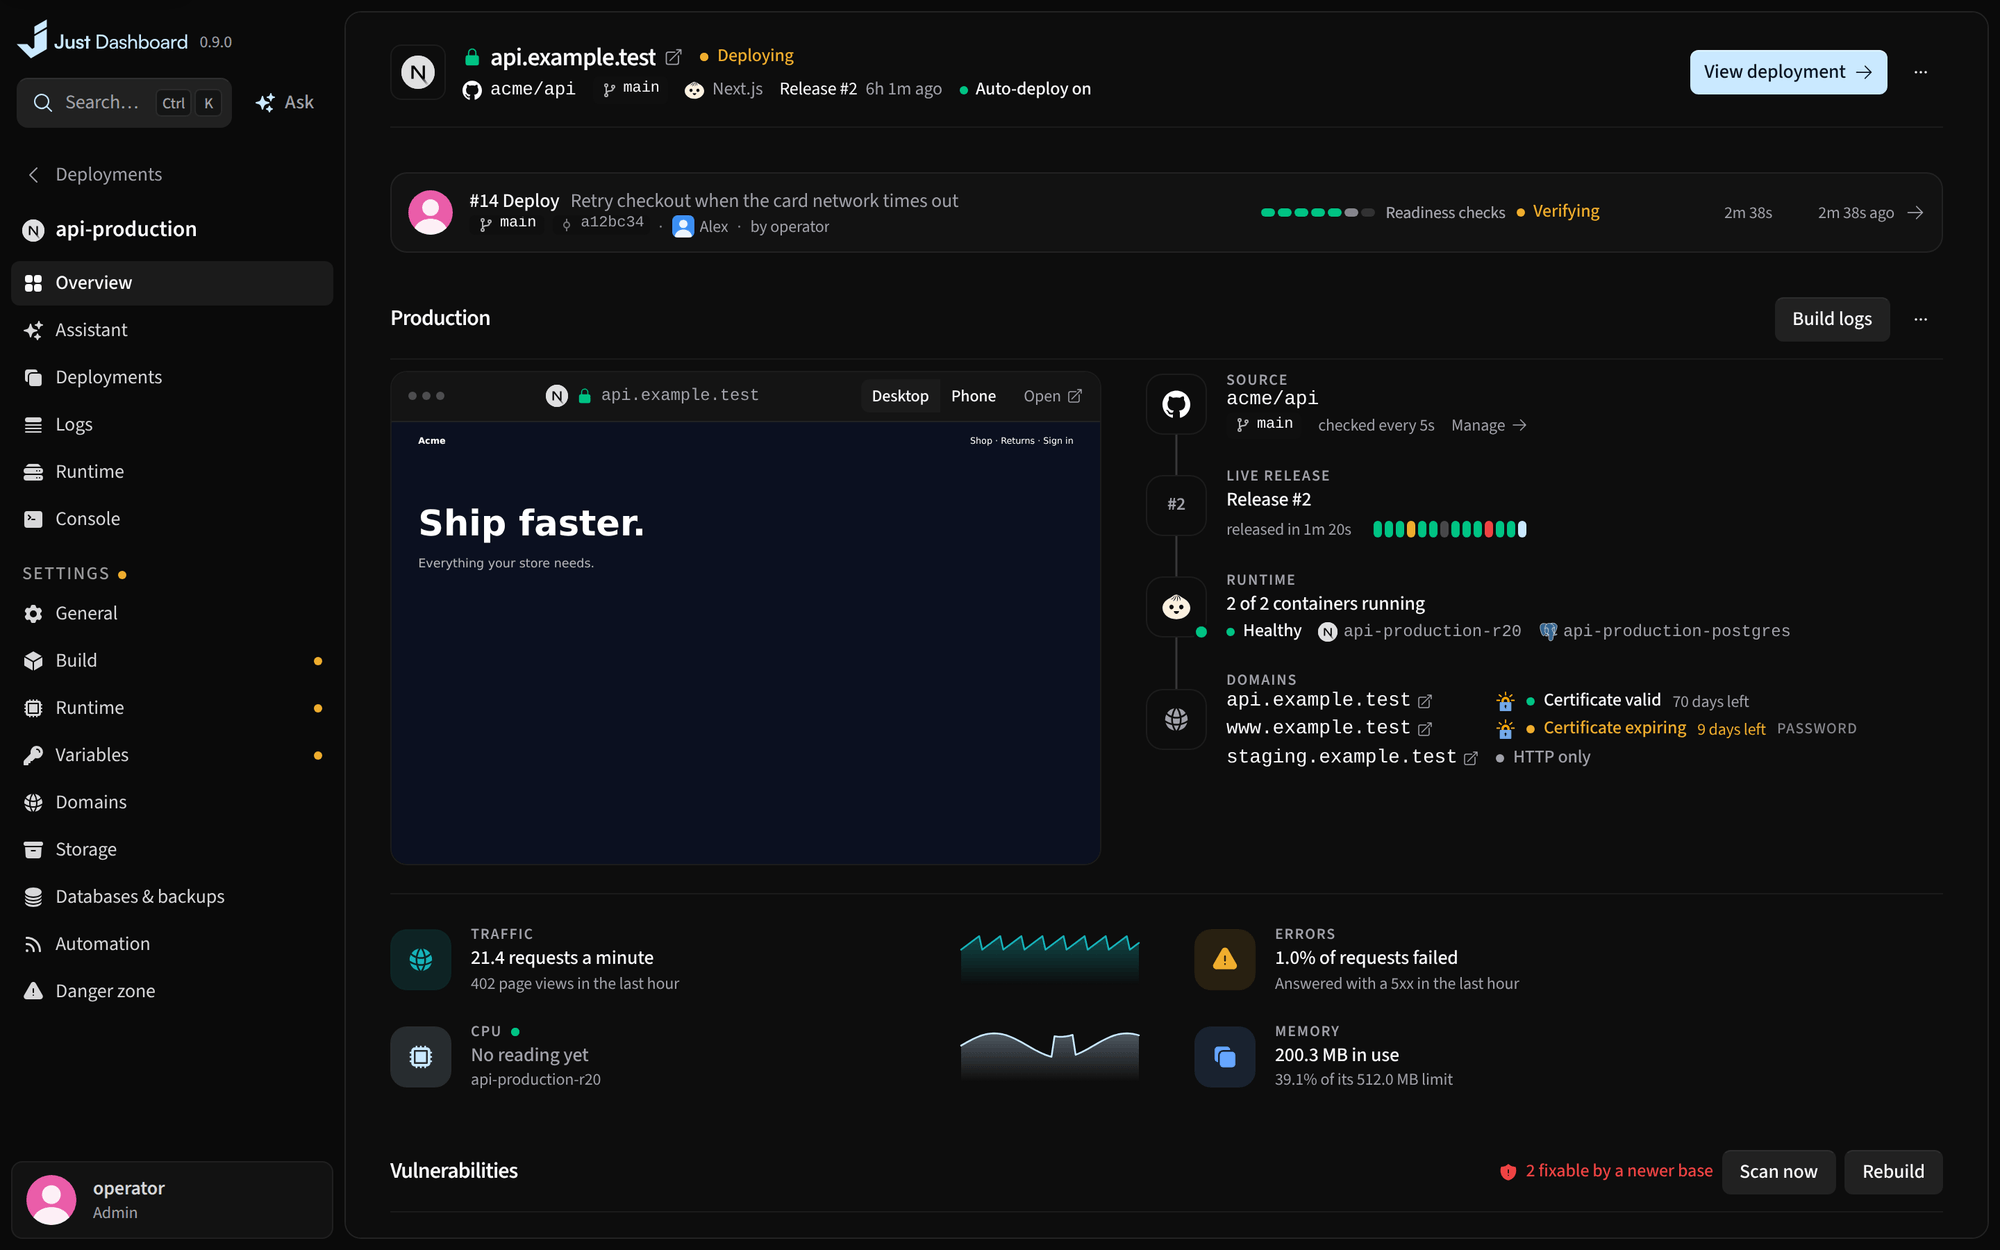 Just Dashboard 0.9.0
Search… Ctrl K Ask
Deployments
N api-production
Overview
Assistant
Deployments
Logs
Runtime
Console
SETTINGS
General
Build
Runtime
Variables
Domains
Storage
Databases & backups
Automation
Danger zone
operator
Admin
N api.example.test Deploying
acme/api main Next.js Release #2 6h 1m ago Auto-deploy on
View deployment
#14 Deploy Retry checkout when the card network times out
main a12bc34 · Alex · by operator
Readiness checks Verifying 2m 38s 2m 38s ago
Production
Build logs
N api.example.test Desktop Phone Open
Acme Shop · Returns · Sign in
Ship faster.
Everything your store needs.
SOURCE
acme/api
main checked every 5s Manage
#2
LIVE RELEASE
Release #2
released in 1m 20s
RUNTIME
2 of 2 containers running
Healthy N api-production-r20 api-production-postgres
DOMAINS
api.example.test Certificate valid 70 days left
www.example.test Certificate expiring 9 days left PASSWORD
staging.example.test HTTP only
TRAFFIC
21.4 requests a minute
402 page views in the last hour
ERRORS
1.0% of requests failed
Answered with a 5xx in the last hour
CPU
No reading yet
api-production-r20
MEMORY
200.3 MB in use
39.1% of its 512.0 MB limit
Vulnerabilities
2 fixable by a newer base Scan now Rebuild